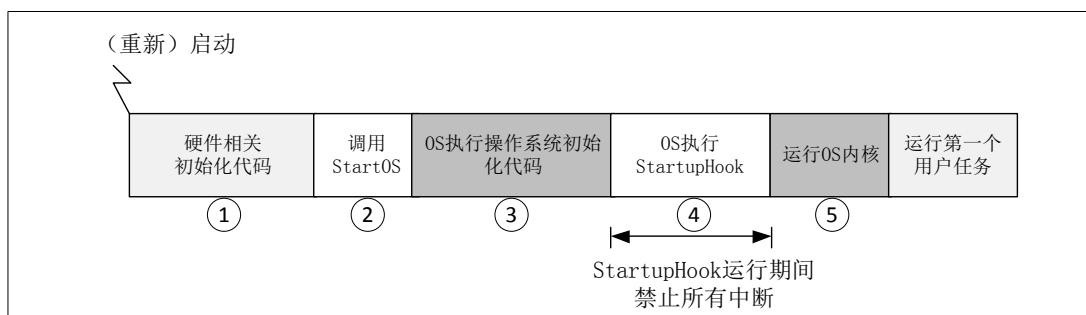 （重新）启动
硬件相关
初始化代码
调用
StartOS
OS执行操作系统初始
化代码
OS执行
StartupHook
运行OS内核
运行第一个
用户任务
1
2
3
4
5
StartupHook运行期间
禁止所有中断